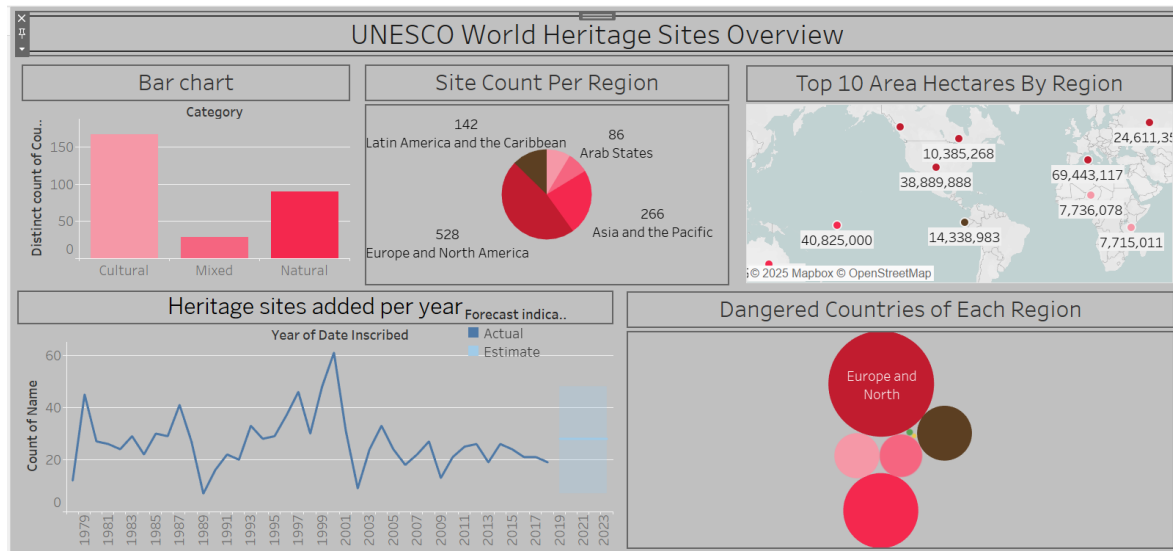 UNESCO World Heritage Sites Overview
Bar chart
Category
Distinct count of Cou..
150
100
50
0
Cultural
Mixed
Natural
Site Count Per Region
142
Latin America and the Caribbean
86
Arab States
266
Asia and the Pacific
528
Europe and North America
Top 10 Area Hectares By Region
24,611,35
10,385,268
69,443,117
38,889,888
7,736,078
40,825,000
14,338,983
7,715,011
© 2025 Mapbox © OpenStreetMap
Heritage sites added per year
Forecast indica..
Actual
Estimate
Year of Date Inscribed
Count of Name
60
40
20
0
1979
1981
1983
1985
1987
1989
1991
1993
1995
1997
1999
2001
2003
2005
2007
2009
2011
2013
2015
2017
2019
2021
2023
Dangered Countries of Each Region
Europe and
North